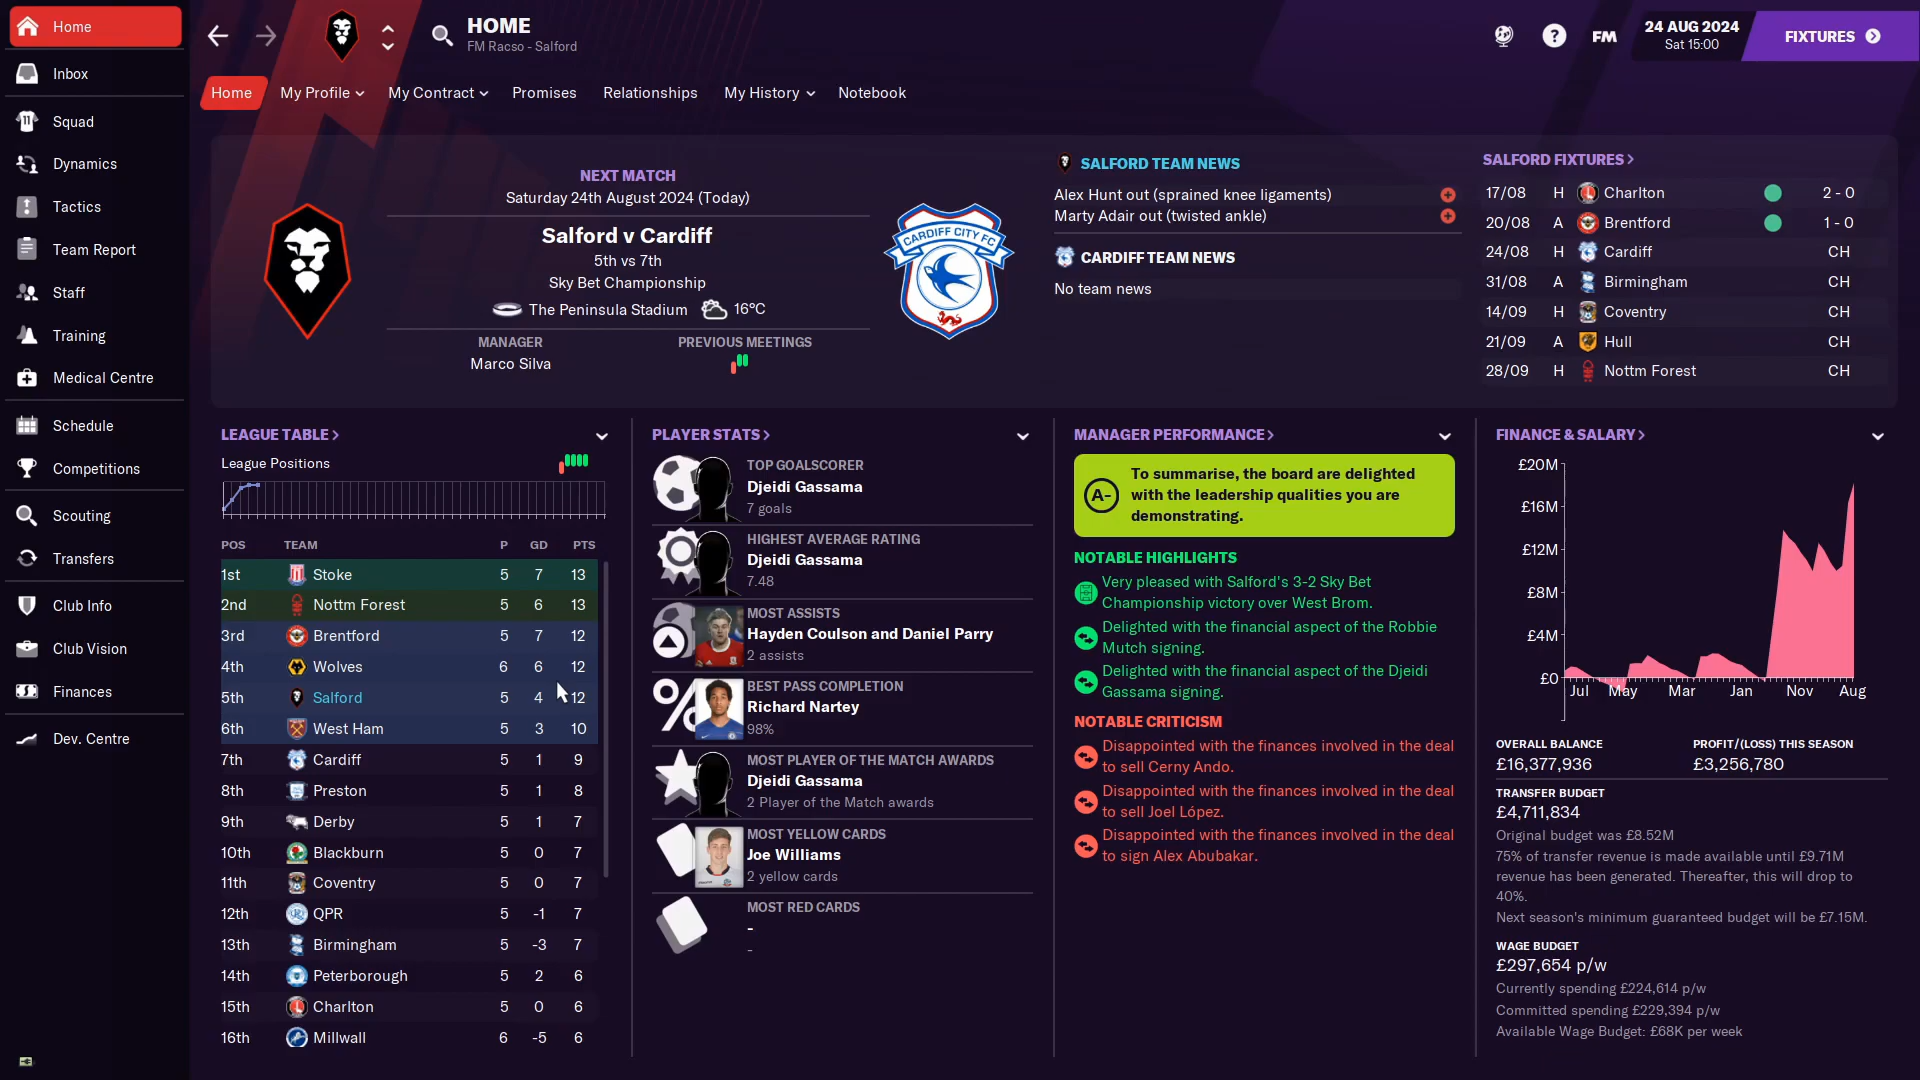 Home
Inbox
Squad
Dynamics
Tactics
Team Report
Staff
Training
Medical Centre
Schedule
Competitions
Scouting
Transfers
Club Info
Club Vision
Finances
Dev. Centre
HOME
FM Racso - Salford
?
FM
24 AUG 2024
Sat 15:00
FIXTURES
Home
My Profile
My Contract
Promises
Relationships
My History
Notebook
NEXT MATCH
Saturday 24th August 2024 (Today)
Salford v Cardiff
5th vs 7th
Sky Bet Championship
The Peninsula Stadium 16°C
MANAGER
Marco Silva
PREVIOUS MEETINGS
CARDIFF CITY FC
SALFORD TEAM NEWS
Alex Hunt out (sprained knee ligaments)
Marty Adair out (twisted ankle)
CARDIFF TEAM NEWS
No team news
SALFORD FIXTURES
17/08 H Charlton 2 - 0
20/08 A Brentford 1 - 0
24/08 H Cardiff CH
31/08 A Birmingham CH
14/09 H Coventry CH
21/09 A Hull CH
28/09 H Nottm Forest CH
LEAGUE TABLE
League Positions
POS TEAM P GD PTS
1st Stoke 5 7 13
2nd Nottm Forest 5 6 13
3rd Brentford 5 7 12
4th Wolves 6 6 12
5th Salford 5 4 12
6th West Ham 5 3 10
7th Cardiff 5 1 9
8th Preston 5 1 8
9th Derby 5 1 7
10th Blackburn 5 0 7
11th Coventry 5 0 7
12th QPR 5 -1 7
13th Birmingham 5 -3 7
14th Peterborough 5 2 6
15th Charlton 5 0 6
16th Millwall 6 -5 6
PLAYER STATS
TOP GOALSCORER
Djeidi Gassama
7 goals
HIGHEST AVERAGE RATING
Djeidi Gassama
7.48
MOST ASSISTS
Hayden Coulson and Daniel Parry
2 assists
%
BEST PASS COMPLETION
Richard Nartey
98%
MOST PLAYER OF THE MATCH AWARDS
Djeidi Gassama
2 Player of the Match awards
MOST YELLOW CARDS
Joe Williams
2 yellow cards
MOST RED CARDS
-
-
MANAGER PERFORMANCE
A-
To summarise, the board are delighted
with the leadership qualities you are
demonstrating.
NOTABLE HIGHLIGHTS
Very pleased with Salford's 3-2 Sky Bet
Championship victory over West Brom.
Delighted with the financial aspect of the Robbie
Mutch signing.
Delighted with the financial aspect of the Djeidi
Gassama signing.
NOTABLE CRITICISM
Disappointed with the finances involved in the deal
to sell Cerny Ando.
Disappointed with the finances involved in the deal
to sell Joel López.
Disappointed with the finances involved in the deal
to sign Alex Abubakar.
FINANCE & SALARY
£20M
£16M
£12M
£8M
£4M
£0
Jul May Mar Jan Nov Aug
OVERALL BALANCE
£16,377,936
PROFIT/(LOSS) THIS SEASON
£3,256,780
TRANSFER BUDGET
£4,711,834
Original budget was £8.52M
75% of transfer revenue is made available until £9.71M
revenue has been generated. Thereafter, this will drop to
40%.
Next season's minimum guaranteed budget will be £7.15M.
WAGE BUDGET
£297,654 p/w
Currently spending £224,614 p/w
Committed spending £229,394 p/w
Available Wage Budget: £68K per week